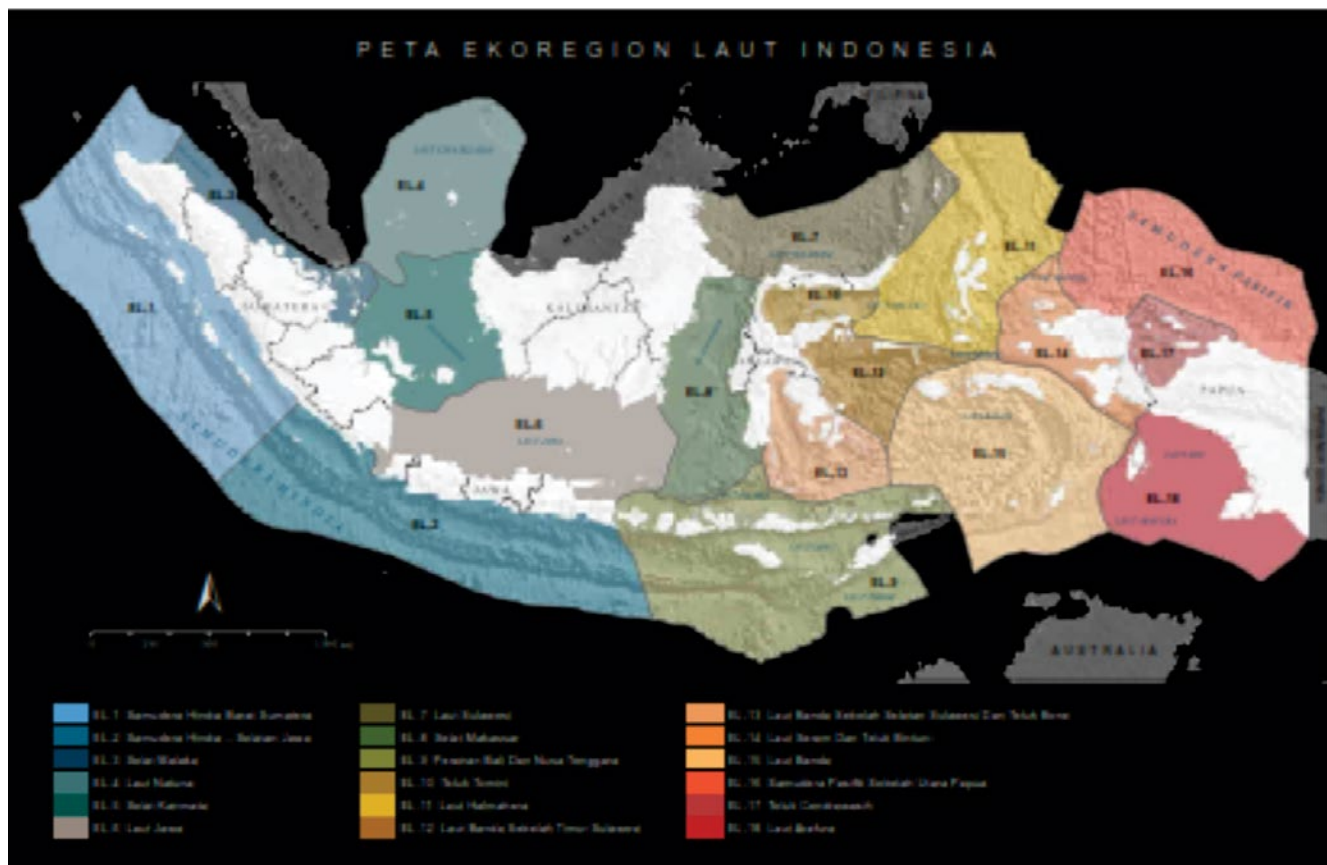 PETA EKOREGION LAUT INDONESIA
FILIPINA
MALAYSIA
EL.4
EL.3
MALAYSIA
EL.7
EL.11
SAMUDERA PASIFIK
EL.16
EL.1
SUMATERA
EL.5
KALIMANTAN
EL.10
EL.8
EL.12
EL.14
EL.17
PAPUA
EL.6
EL.13
EL.15
EL.18
SAMUDERA HINDIA
JAWA
EL.2
EL.9
AUSTRALIA
EL.1 Samudera Hindia Barat Sumatera
EL.2 Samudera Hindia - Selatan Jawa
EL.3 Selat Malaka
EL.4 Laut Natuna
EL.5 Selat Karimata
EL.6 Laut Jawa
EL.7 Laut Sulawesi
EL.8 Selat Makassar
EL.9 Perairan Bali Dan Nusa Tenggara
EL.10 Teluk Tomini
EL.11 Laut Halmahera
EL.12 Laut Banda Sebelah Timur Sulawesi
EL.13 Laut Banda Sebelah Selatan Sulawesi Dan Teluk Bone
EL.14 Laut Seram Dan Teluk Bintuni
EL.15 Laut Banda
EL.16 Samudera Pasifik Sebelah Utara Papua
EL.17 Teluk Cendrawasih
EL.18 Laut Arafura